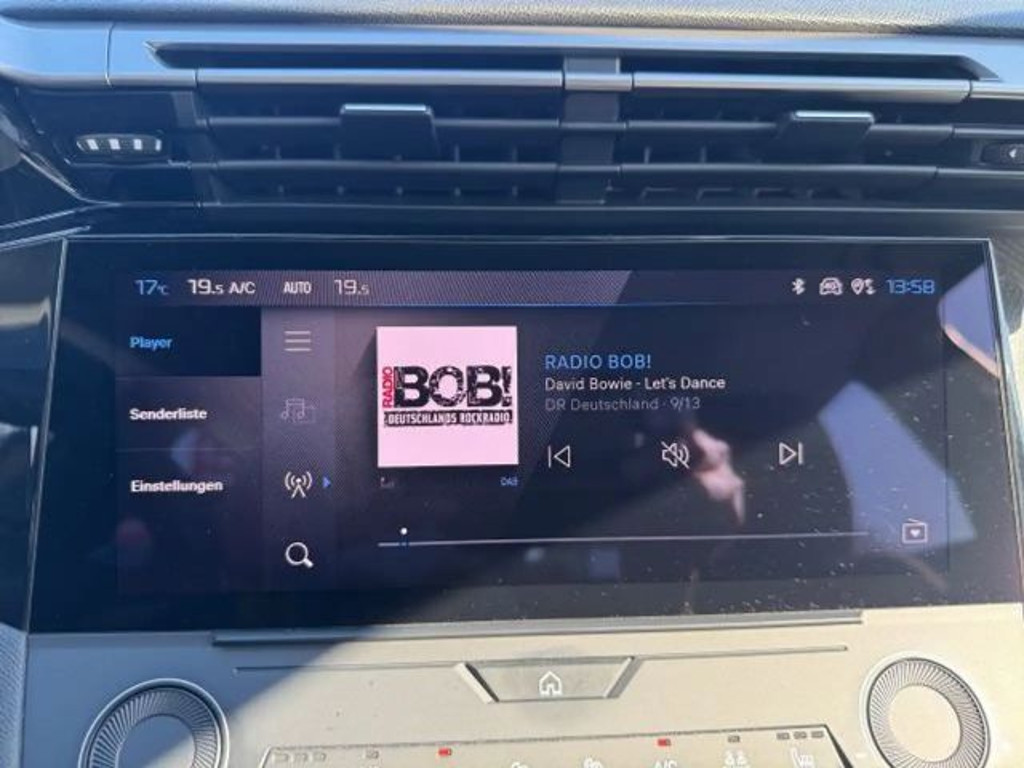 17°C 19.5 A/C AUTO 19.5 13:58
Player
Senderliste
Einstellungen
RADIO
BOB!
DEUTSCHLANDS ROCKRADIO
RADIO BOB!
David Bowie - Let's Dance
DR Deutschland · 9/13
DAB
A/C